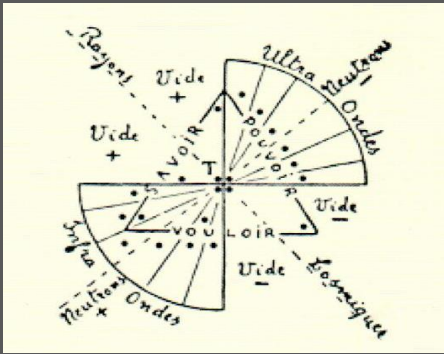 Rayons
Ultra
Neutrons
Ondes
Vide
+
Vide
+
SAVOIR
POUVOIR
T
Vide
VOULOIR
Infra
Vide
Neutrons
+
Ondes
Cosmiques